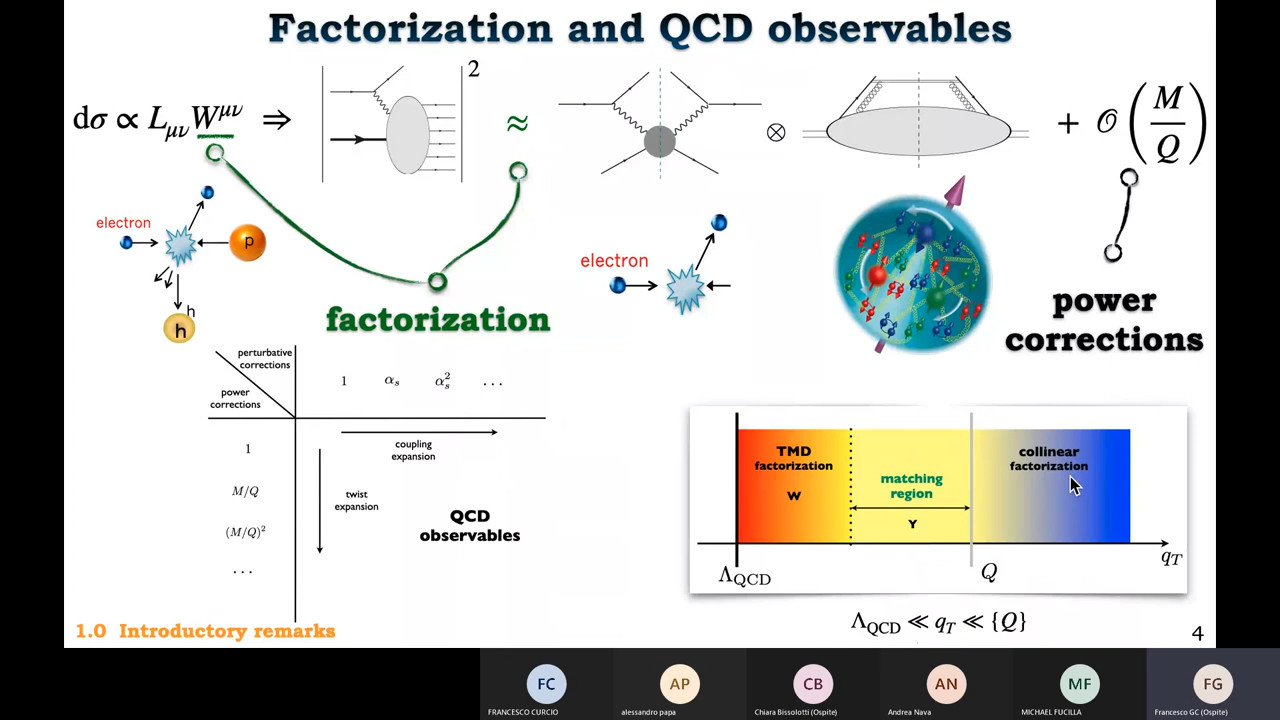 Factorization and QCD observables
dσ ∝ L_{μν} W^{μν} ⇒
2
≈
⊗
+ 𝒪 (M/Q)
electron
p
h
h
electron
factorization
power
corrections
perturbative
corrections
power
corrections
1 α_s α_s^2 . . .
coupling
expansion
1
M/Q
(M/Q)^2
. . .
twist
expansion
QCD
observables
TMD
factorization
W
matching
region
Y
collinear
factorization
Λ_QCD
Q
q_T
Λ_QCD ≪ q_T ≪ {Q}
1.0 Introductory remarks
4
FC
FRANCESCO CURCIO
AP
alessandro papa
CB
Chiara Bissolotti (Ospite)
AN
Andrea Nava
MF
MICHAEL FUCILLA
FG
Francesco GC (Ospite)